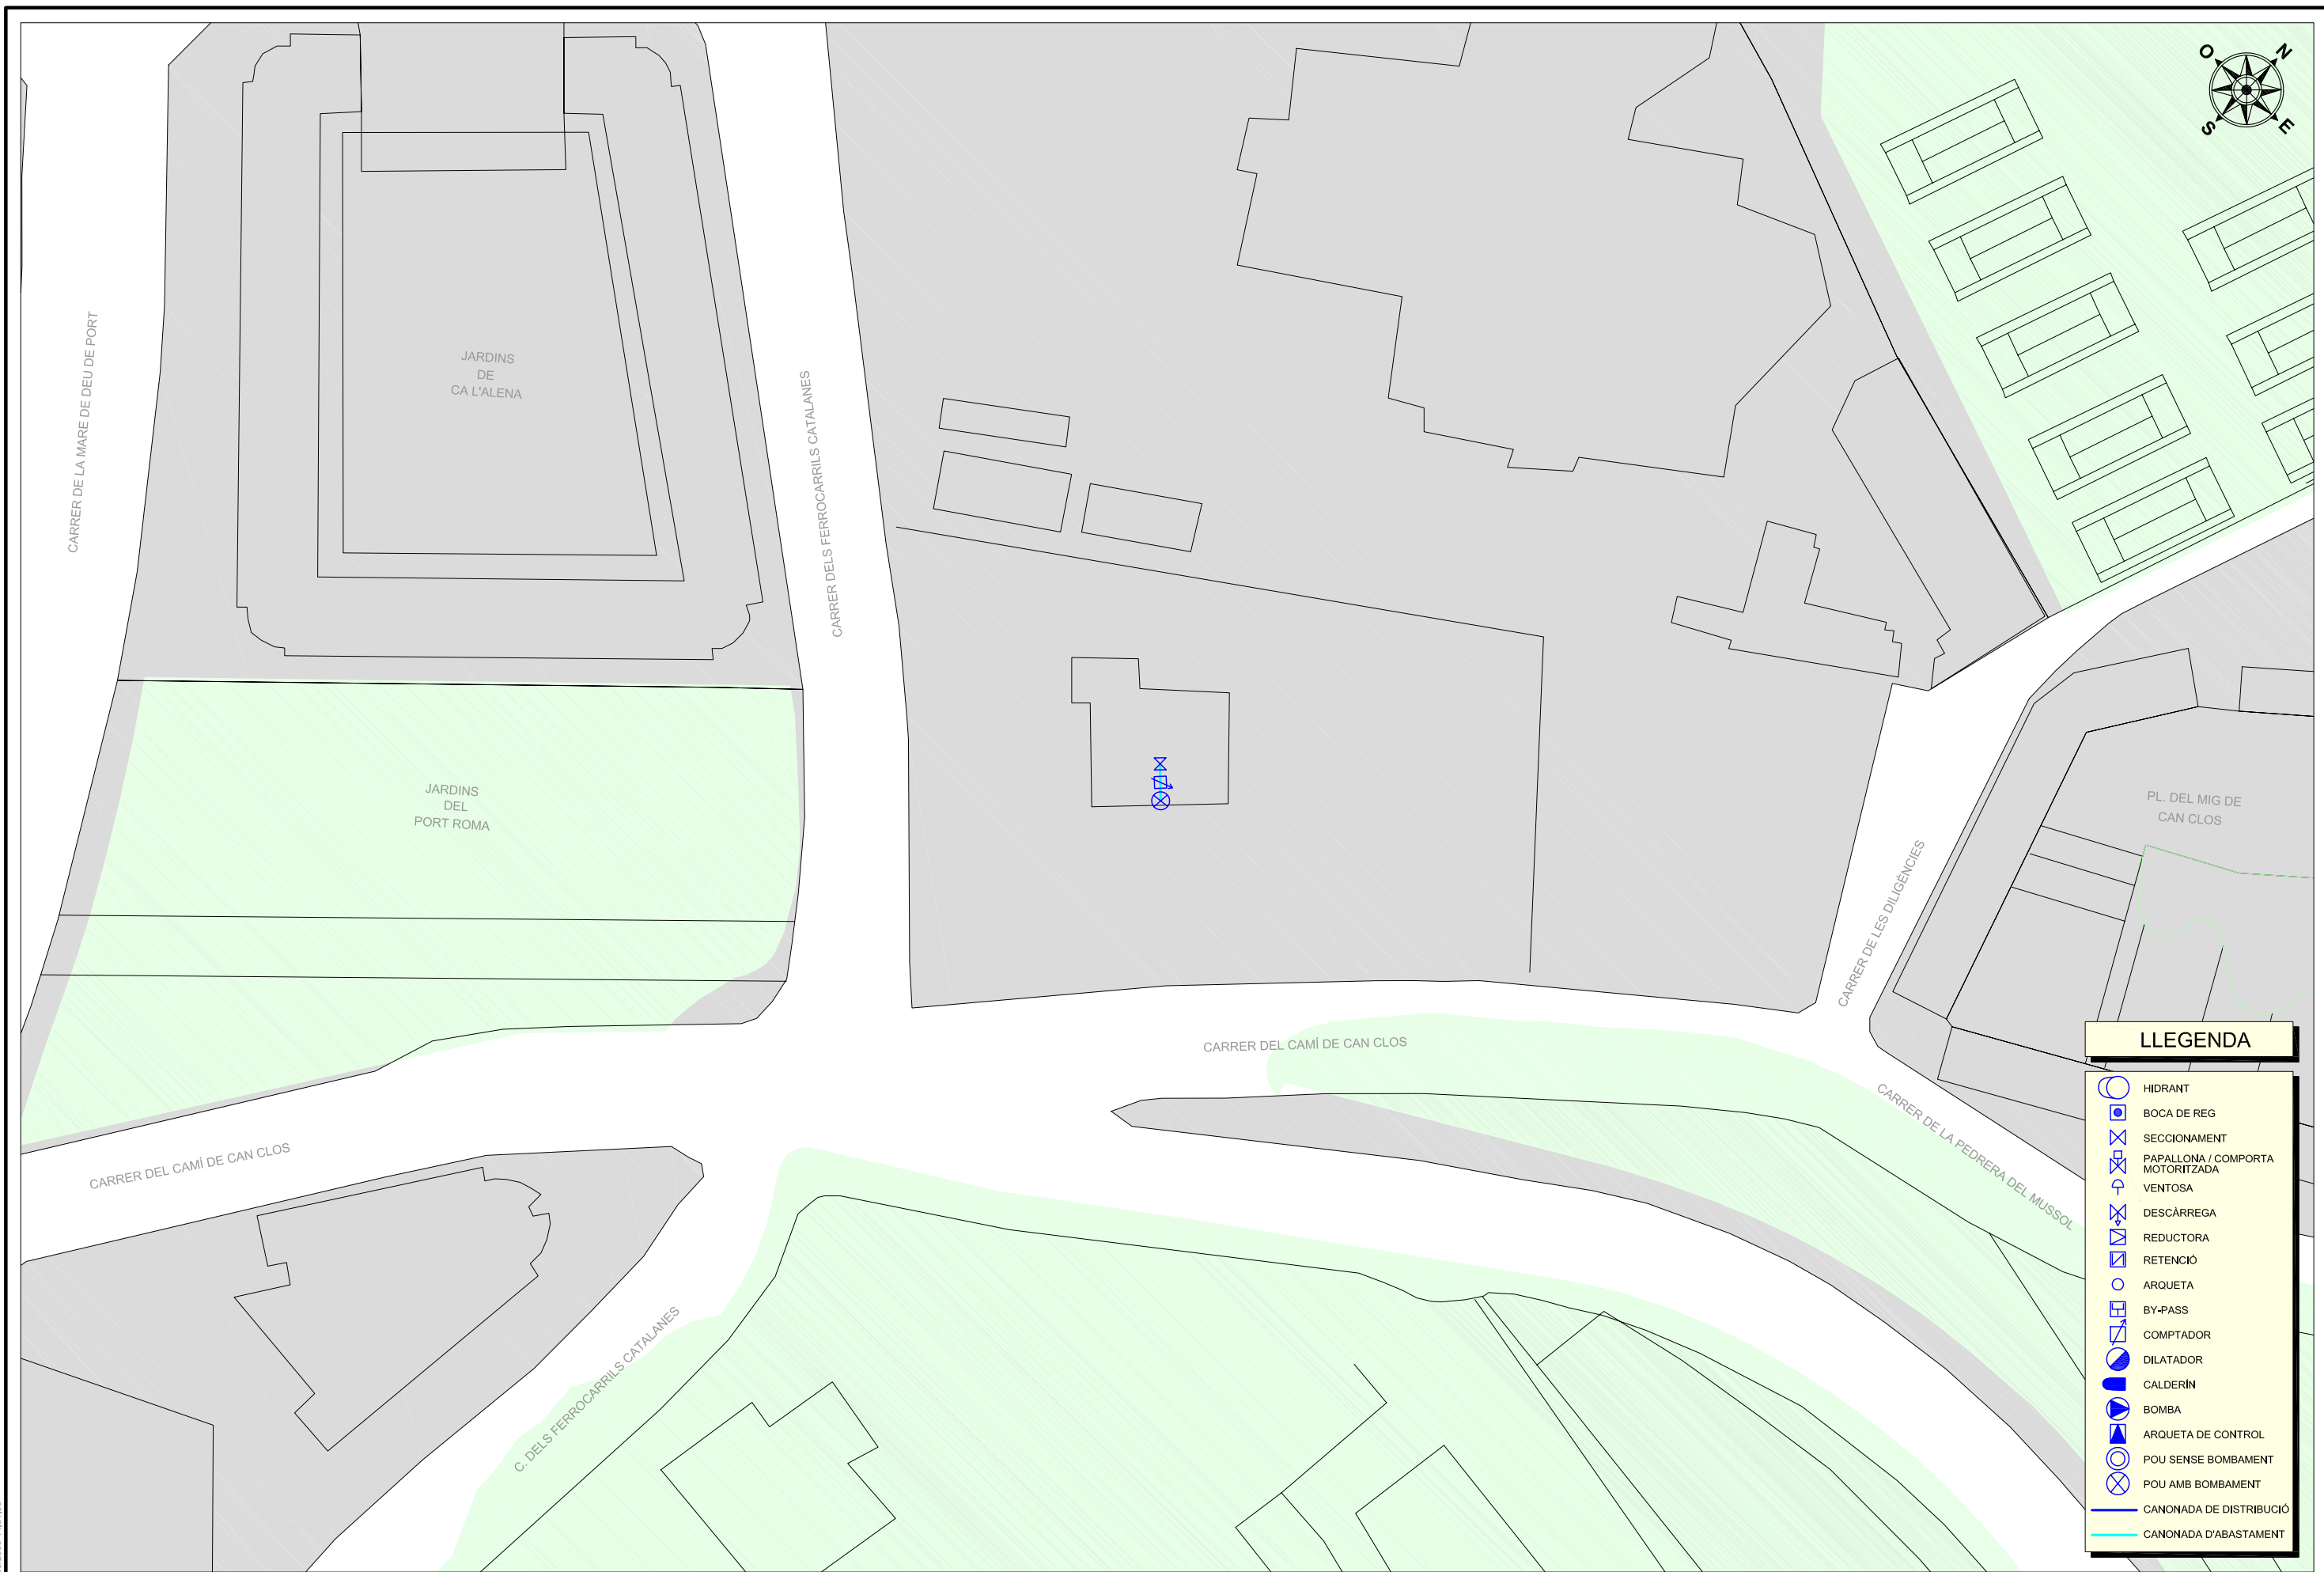 O
N
S
E
CARRER DE LA MARE DE DEU DE PORT
JARDINS
DE
CA L'ALENA
CARRER DELS FERROCARRILS CATALANES
JARDINS
DEL
PORT ROMA
PL. DEL MIG DE
CAN CLOS
CARRER DE LES DILIGÈNCIES
CARRER DEL CAMÍ DE CAN CLOS
CARRER DE LA PEDRERA DEL MUSSOL
CARRER DEL CAMÍ DE CAN CLOS
C. DELS FERROCARRILS CATALANES
LLEGENDA
HIDRANT
BOCA DE REG
SECCIONAMENT
PAPALLONA / COMPORTA
MOTORITZADA
VENTOSA
DESCÀRREGA
REDUCTORA
RETENCIÓ
ARQUETA
BY-PASS
COMPTADOR
DILATADOR
CALDERÍN
BOMBA
ARQUETA DE CONTROL
POU SENSE BOMBAMENT
POU AMB BOMBAMENT
CANONADA DE DISTRIBUCIÓ
CANONADA D'ABASTAMENT